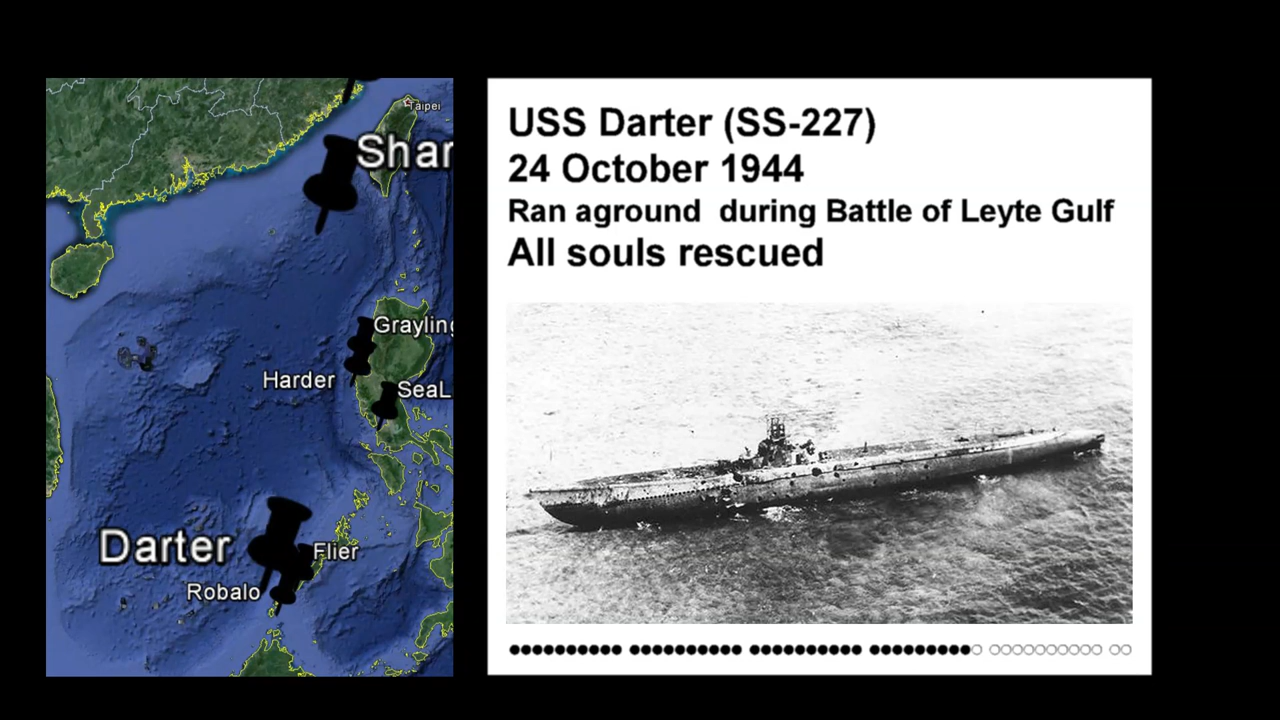 Taipei
Shar
Grayling
Harder
SeaL
Darter
Flier
Robalo
USS Darter (SS-227)
24 October 1944
Ran aground  during Battle of Leyte Gulf
All souls rescued